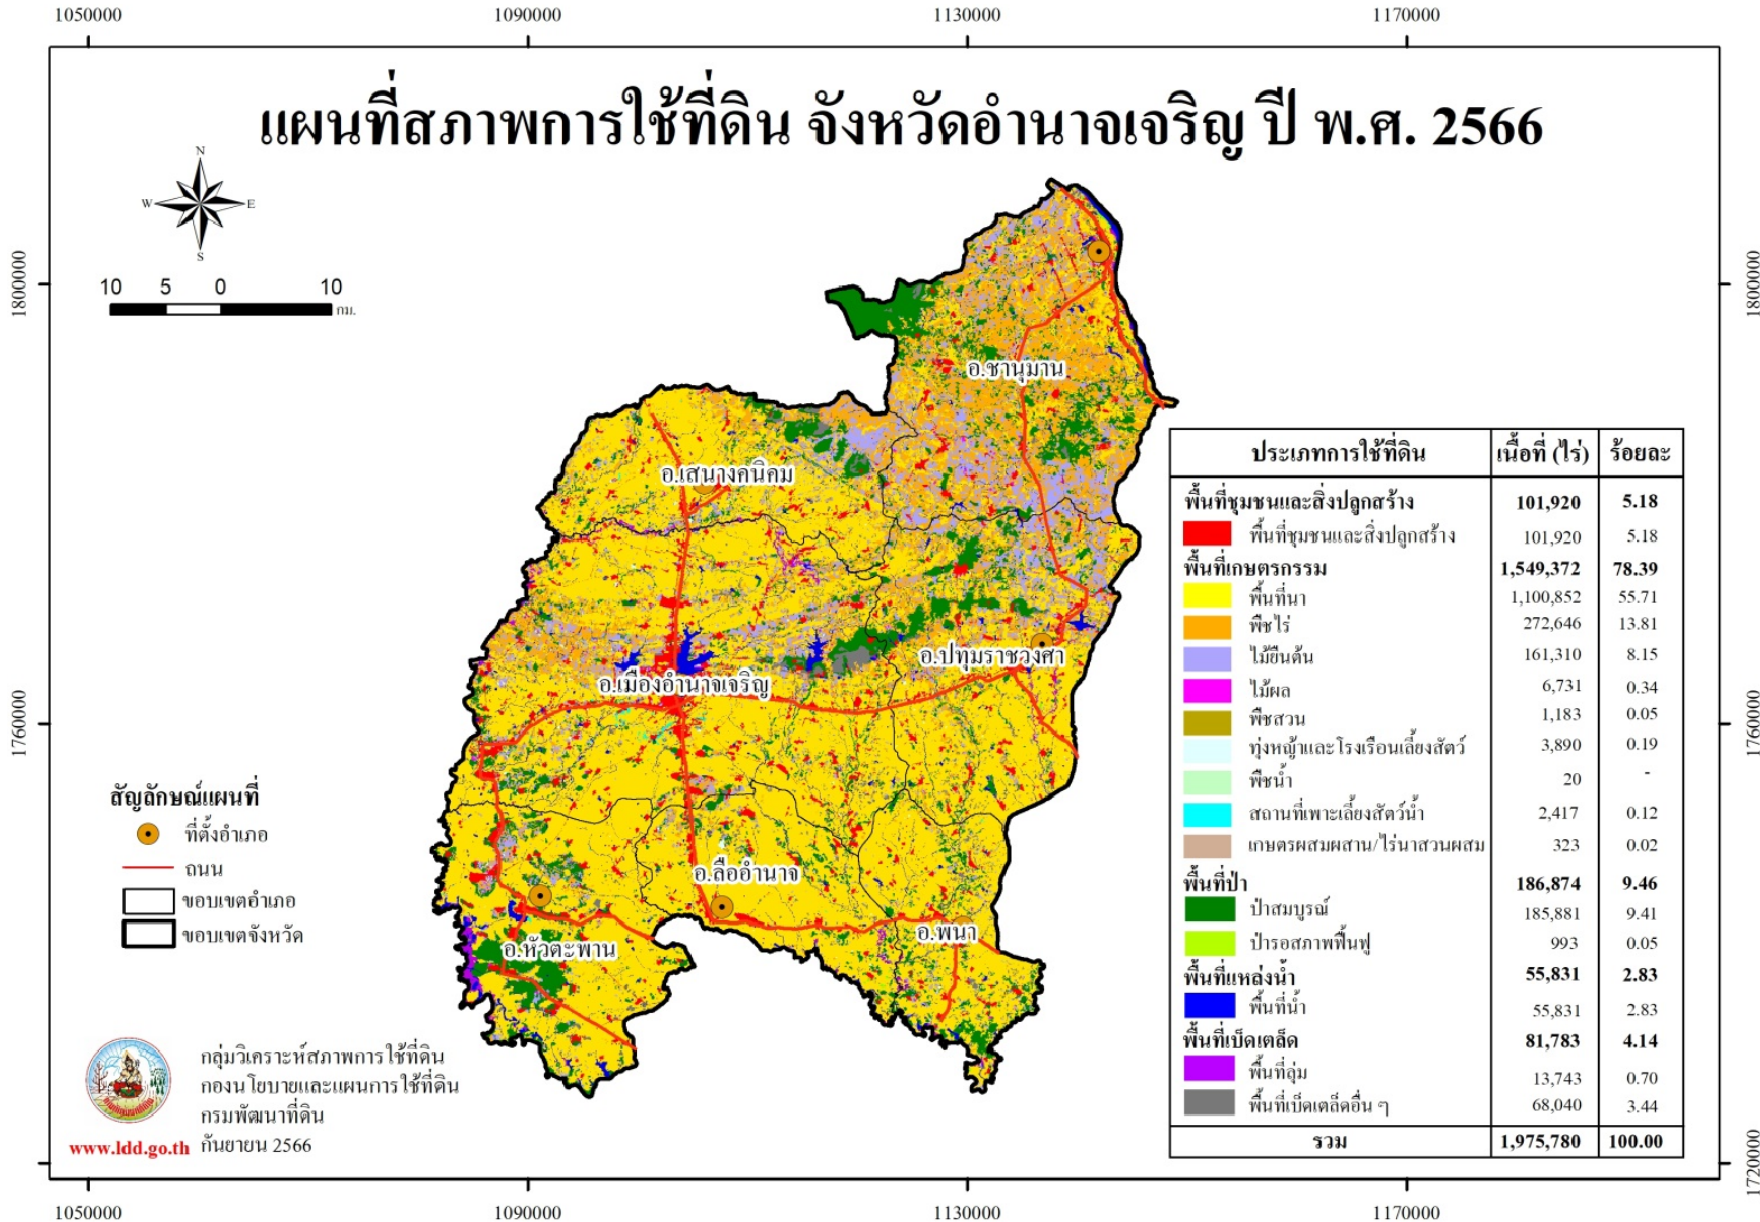 1050000 1090000 1130000 1170000
แผนที่สภาพการใช้ที่ดิน จังหวัดอำนาจเจริญ ปี พ.ศ. 2566
N
W E
S
10 5 0 10
กม.
1800000 1800000
อ.ชานุมาน
อ.เสนางคนิคม
อ.ปทุมราชวงศา
อ.เมืองอำนาจเจริญ
1760000 1760000
อ.ลืออำนาจ
อ.พนา
อ.หัวตะพาน
ประเภทการใช้ที่ดิน เนื้อที่ (ไร่) ร้อยละ
พื้นที่ชุมชนและสิ่งปลูกสร้าง 101,920 5.18
พื้นที่ชุมชนและสิ่งปลูกสร้าง 101,920 5.18
พื้นที่เกษตรกรรม 1,549,372 78.39
พื้นที่นา 1,100,852 55.71
พืชไร่ 272,646 13.81
ไม้ยืนต้น 161,310 8.15
ไม้ผล 6,731 0.34
พืชสวน 1,183 0.05
ทุ่งหญ้าและโรงเรือนเลี้ยงสัตว์ 3,890 0.19
พืชน้ำ 20 -
สถานที่เพาะเลี้ยงสัตว์น้ำ 2,417 0.12
เกษตรผสมผสาน/ไร่นาสวนผสม 323 0.02
พื้นที่ป่า 186,874 9.46
ป่าสมบูรณ์ 185,881 9.41
ป่ารอสภาพฟื้นฟู 993 0.05
พื้นที่แหล่งน้ำ 55,831 2.83
พื้นที่น้ำ 55,831 2.83
พื้นที่เบ็ดเตล็ด 81,783 4.14
พื้นที่ลุ่ม 13,743 0.70
พื้นที่เบ็ดเตล็ดอื่น ๆ 68,040 3.44
รวม 1,975,780 100.00
สัญลักษณ์แผนที่
ที่ตั้งอำเภอ
ถนน
ขอบเขตอำเภอ
ขอบเขตจังหวัด
กลุ่มวิเคราะห์สภาพการใช้ที่ดิน
กองนโยบายและแผนการใช้ที่ดิน
กรมพัฒนาที่ดิน
www.ldd.go.th กันยายน 2566
1720000
1050000 1090000 1130000 1170000